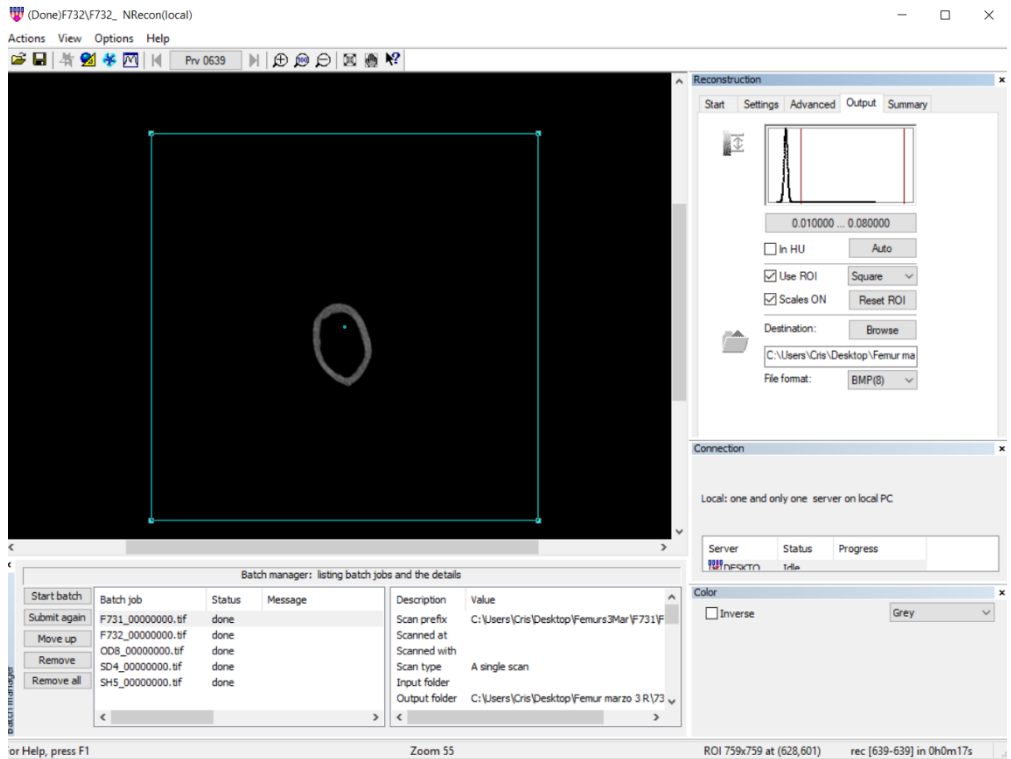 (Done)F732\F732_ NRecon(local)
Actions View Options Help
Prv 0639
Reconstruction
Start Settings Advanced Output Summary
0.010000 ... 0.080000
In HU Auto
Use ROI Square
Scales ON Reset ROI
Destination: Browse
C:\Users\Cris\Desktop\Femur ma
File format: BMP(8)
Connection
Local: one and only one server on local PC
Server Status Progress
DESKTO Idle
Color
Inverse Grey
Batch manager: listing batch jobs and the details
Start batch
Submit again
Move up
Remove
Remove all
Batch job Status Message
F731_00000000.tif done
F732_00000000.tif done
OD8_00000000.tif done
SD4_00000000.tif done
SH5_00000000.tif done
Description Value
Scan prefix C:\Users\Cris\Desktop\Femurs3Mar\F731\F
Scanned at
Scanned with
Scan type A single scan
Input folder
Output folder C:\Users\Cris\Desktop\Femur marzo 3 R\73
Batch manager
or Help, press F1
Zoom 55
ROI 759x759 at (628,601)
rec [639-639] in 0h0m17s